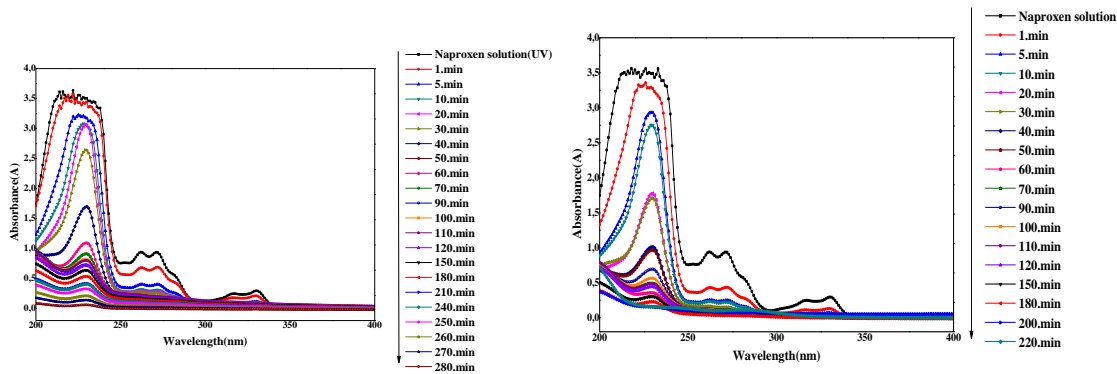 Naproxen solution(UV)
1.min
5.min
10.min
20.min
30.min
40.min
50.min
60.min
70.min
90.min
100.min
110.min
120.min
150.min
180.min
210.min
240.min
250.min
260.min
270.min
280.min
4,0
3,5
3,0
2,5
2,0
1,5
1,0
0,5
0,0
Absorbance(A)
200
250
300
350
400
Wavelength(nm)
Naproxen solution
1.min
5.min
10.min
20.min
30.min
40.min
50.min
60.min
70.min
90.min
100.min
110.min
120.min
150.min
180.min
200.min
220.min
4,0
3,5
3,0
2,5
2,0
1,5
1,0
0,5
0,0
Absorbance(A)
200
250
300
350
400
Wavelength(nm)